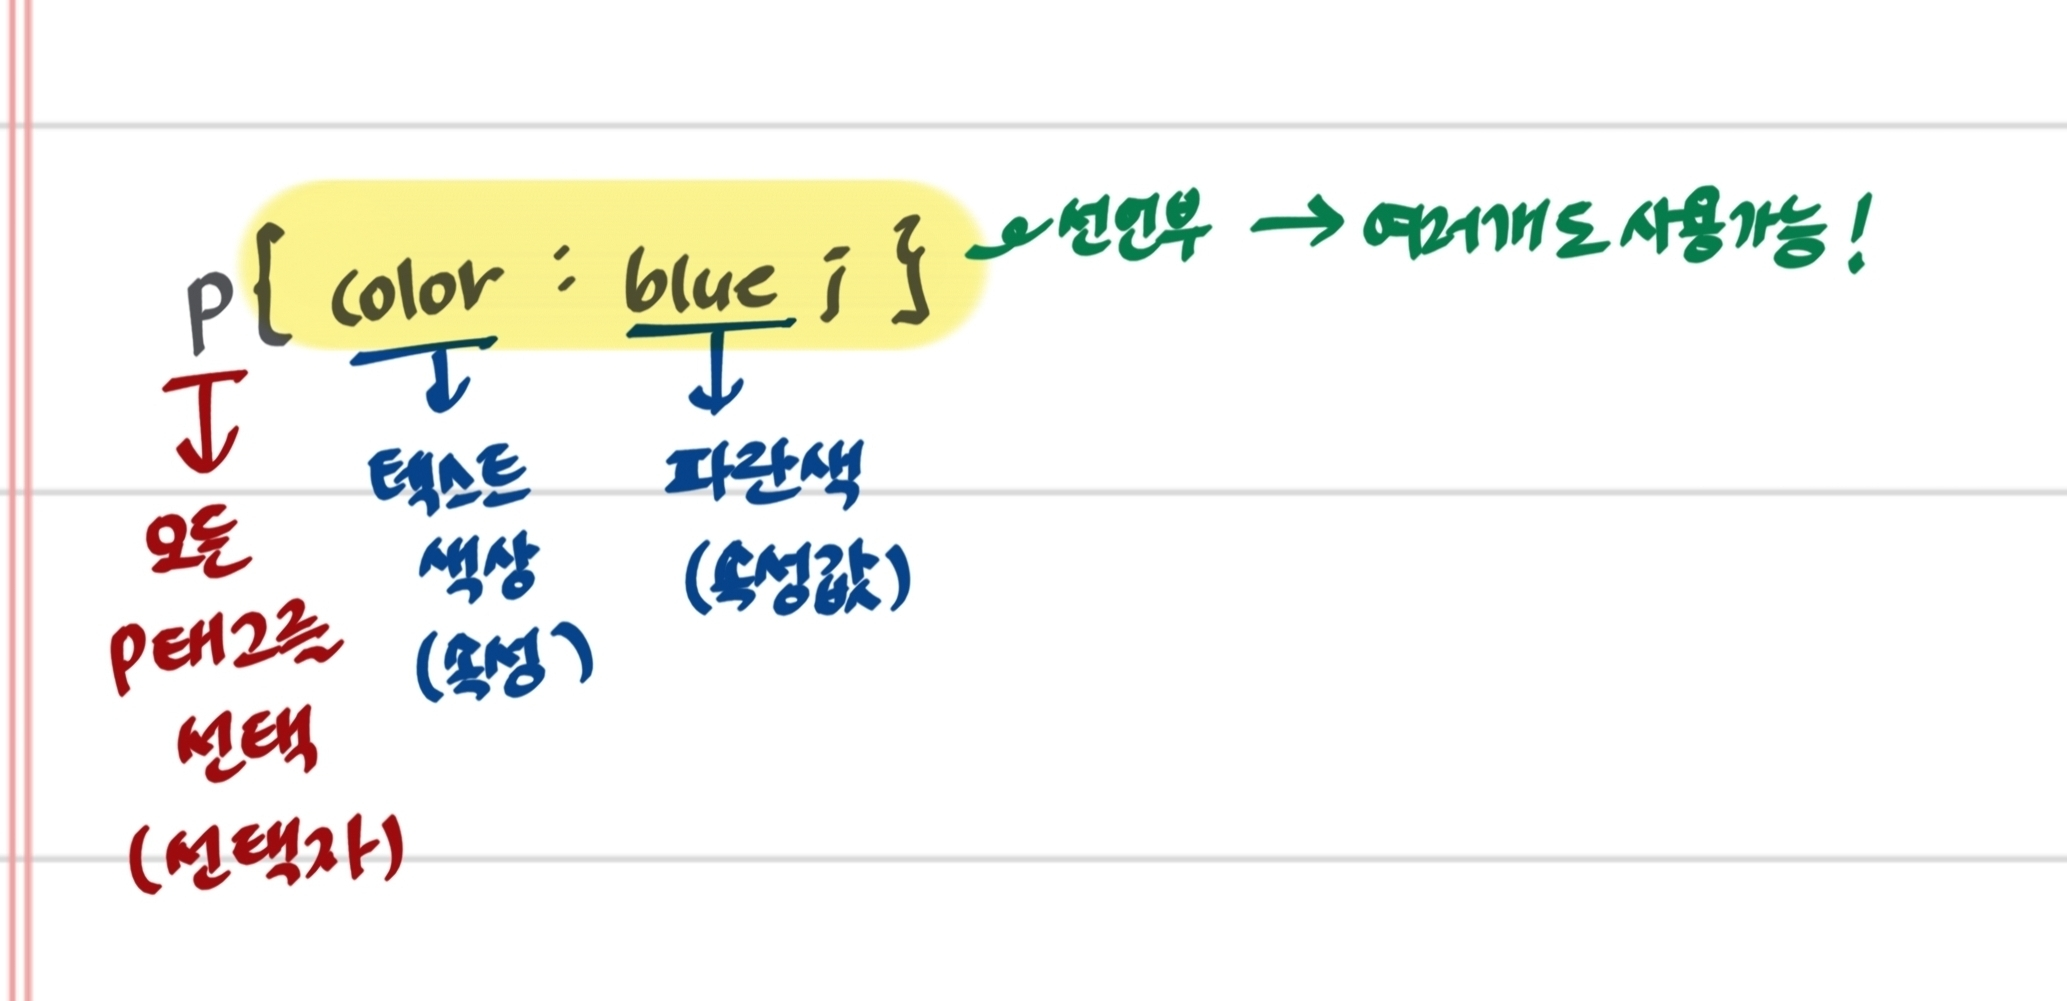 p{ color : blue ; }
선언부 → 여러개도 사용가능!
모든
p태그를
선택
(선택자)
텍스트
색상
(속성)
파란색
(속성값)